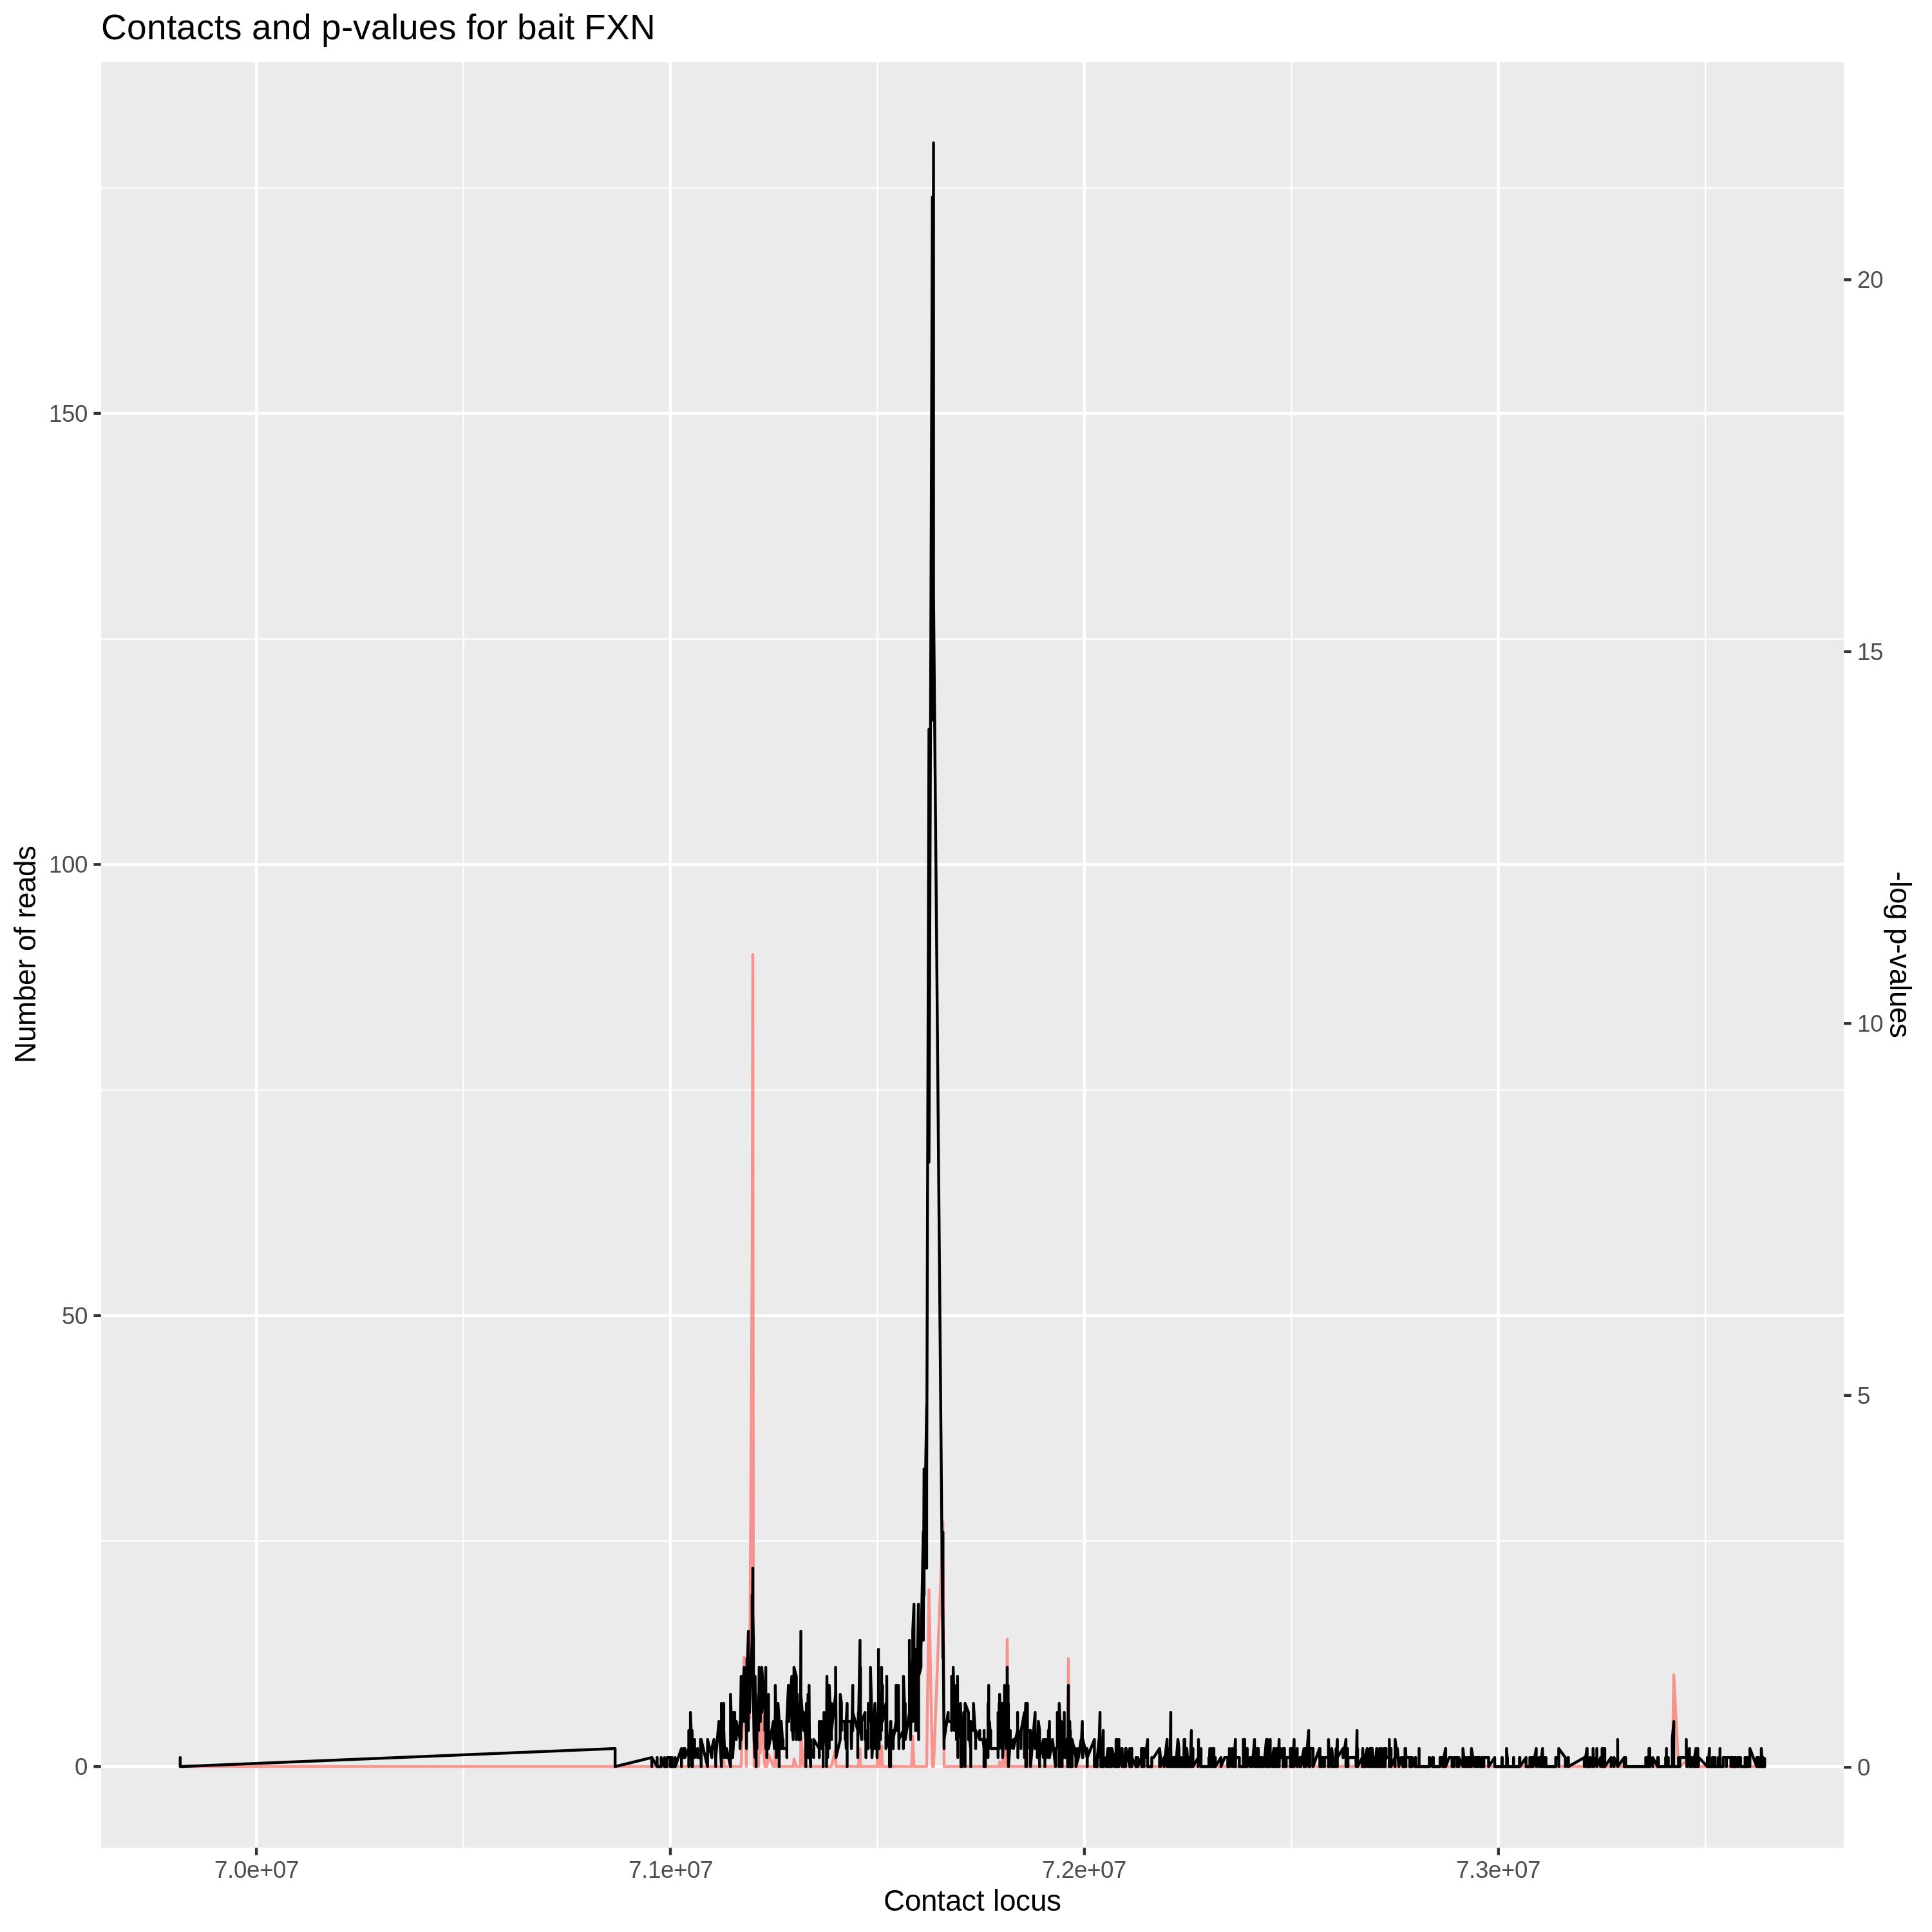 Contacts and p-values for bait FXN
Number of reads
150
100
50
0
20
15
10
5
0
-log p-values
7.0e+07
7.1e+07
7.2e+07
7.3e+07
Contact locus